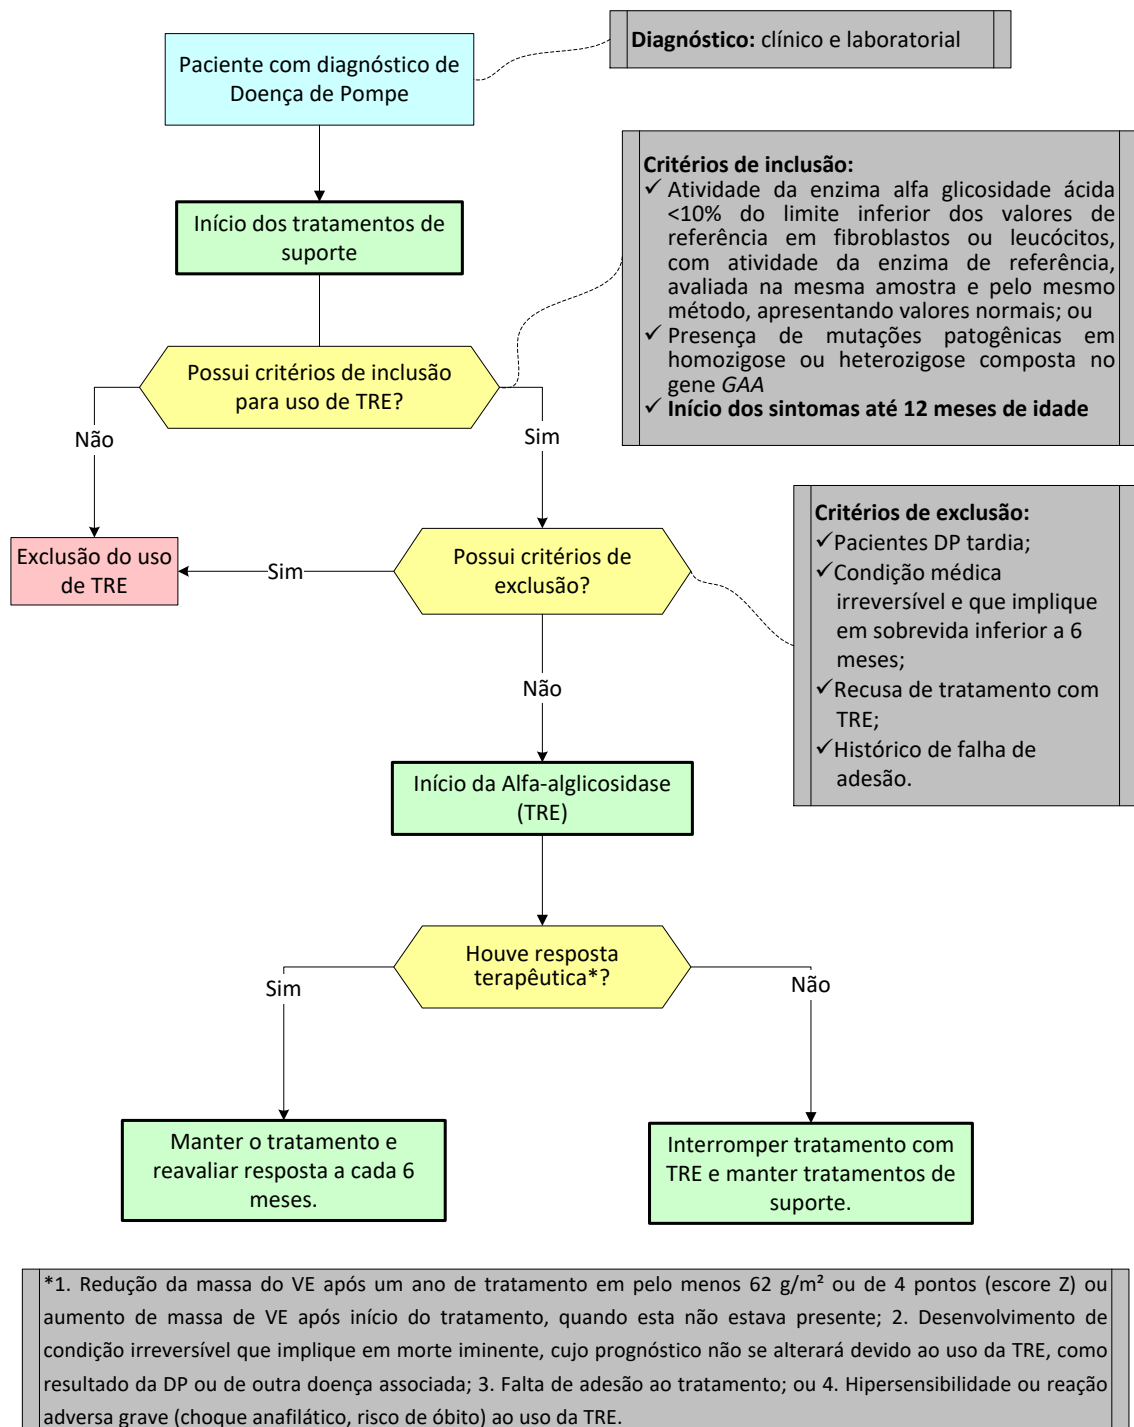 Diagnóstico: clínico e laboratorial
Paciente com diagnóstico de
Doença de Pompe
Critérios de inclusão:
✓ Atividade da enzima alfa glicosidade ácida
<10% do limite inferior dos valores de
referência em fibroblastos ou leucócitos,
com atividade da enzima de referência,
avaliada na mesma amostra e pelo mesmo
método, apresentando valores normais; ou
✓ Presença de mutações patogênicas em
homozigose ou heterozigose composta no
gene GAA
✓ Início dos sintomas até 12 meses de idade
Início dos tratamentos de
suporte
Possui critérios de inclusão
para uso de TRE?
Não
Sim
Critérios de exclusão:
✓Pacientes DP tardia;
✓Condição médica
irreversível e que implique
em sobrevida inferior a 6
meses;
✓Recusa de tratamento com
TRE;
✓Histórico de falha de
adesão.
Exclusão do uso
de TRE
Sim
Possui critérios de
exclusão?
Não
Início da Alfa-alglicosidase
(TRE)
Houve resposta
terapêutica*?
Sim
Não
Manter o tratamento e
reavaliar resposta a cada 6
meses.
Interromper tratamento com
TRE e manter tratamentos de
suporte.
*1. Redução da massa do VE após um ano de tratamento em pelo menos 62 g/m² ou de 4 pontos (escore Z) ou
aumento de massa de VE após início do tratamento, quando esta não estava presente; 2. Desenvolvimento de
condição irreversível que implique em morte iminente, cujo prognóstico não se alterará devido ao uso da TRE, como
resultado da DP ou de outra doença associada; 3. Falta de adesão ao tratamento; ou 4. Hipersensibilidade ou reação
adversa grave (choque anafilático, risco de óbito) ao uso da TRE.